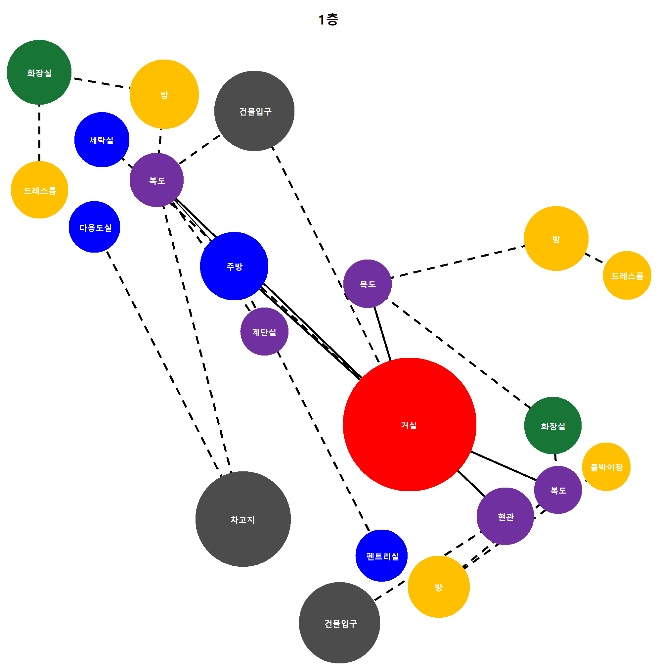 1층
화장실
방
건물입구
세탁실
복도
드레스룸
다용도실
주방
방
드레스룸
복도
계단실
거실
화장실
붙박이장
복도
현관
차고지
팬트리실
방
건물입구